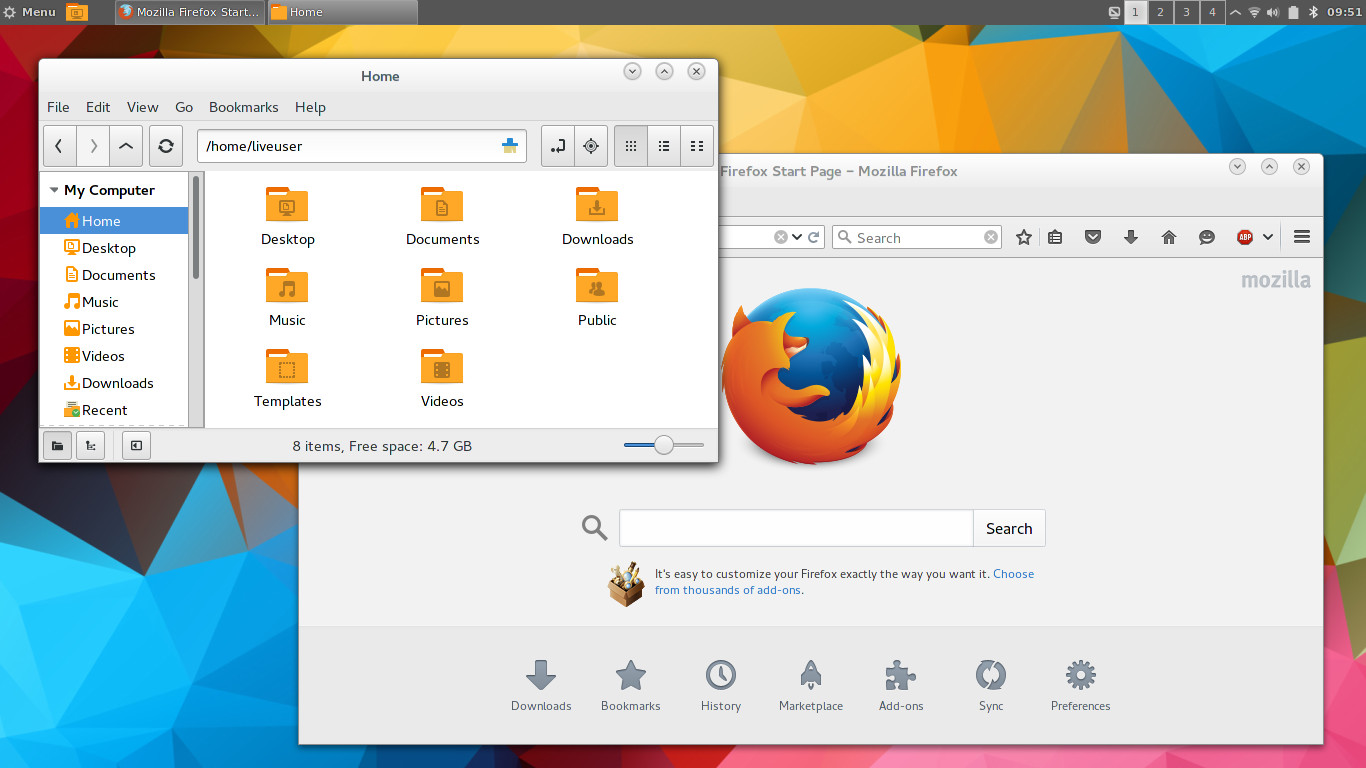 Menu
Mozilla Firefox Start...
Home
1 2 3 4
09:51
Home
File Edit View Go Bookmarks Help
/home/liveuser
My Computer
Home
Desktop
Documents
Music
Pictures
Videos
Downloads
Recent
Desktop Documents Downloads
Music Pictures Public
Templates Videos
8 items, Free space: 4.7 GB
Firefox Start Page – Mozilla Firefox
Search
ABP
mozilla
Search
It's easy to customize your Firefox exactly the way you want it. Choose
from thousands of add-ons.
Downloads Bookmarks History Marketplace Add-ons Sync Preferences